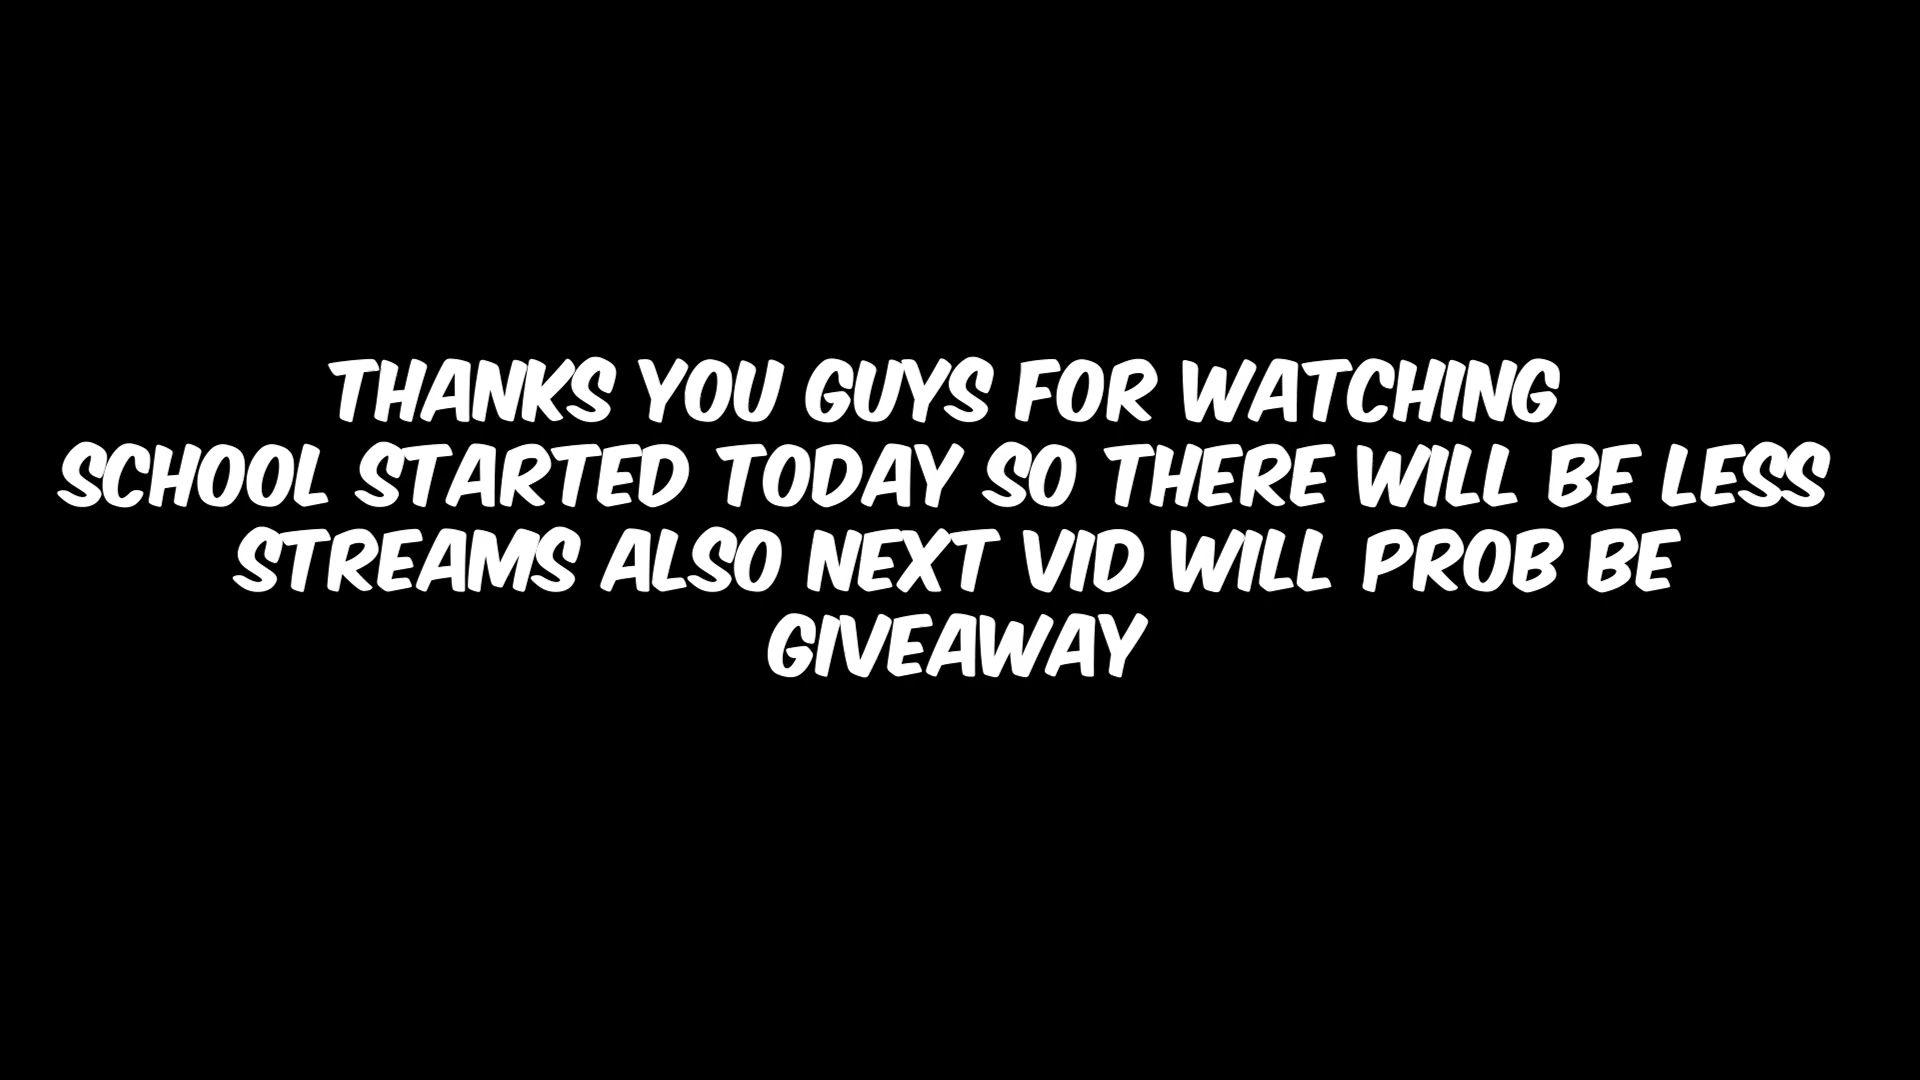 THANKS YOU GUYS FOR WATCHING
SCHOOL STARTED TODAY SO THERE WILL BE LESS
STREAMS ALSO NEXT VID WILL PROB BE
GIVEAWAY